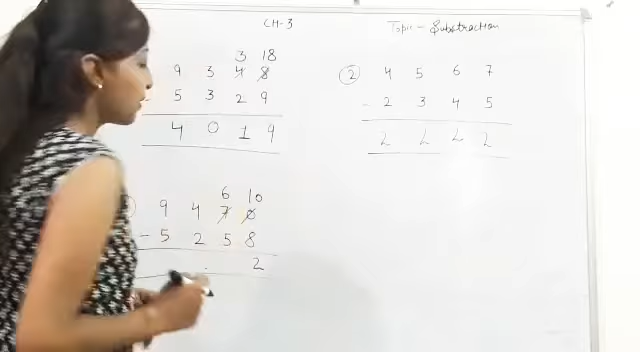 CH-3 Topic - Substraction
3 18
9 3 4 8
- 5 3 2 9
4 0 1 9
② 4 5 6 7
- 2 3 4 5
2 2 2 2
6 10
9 4 7 0
- 5 2 5 8
2